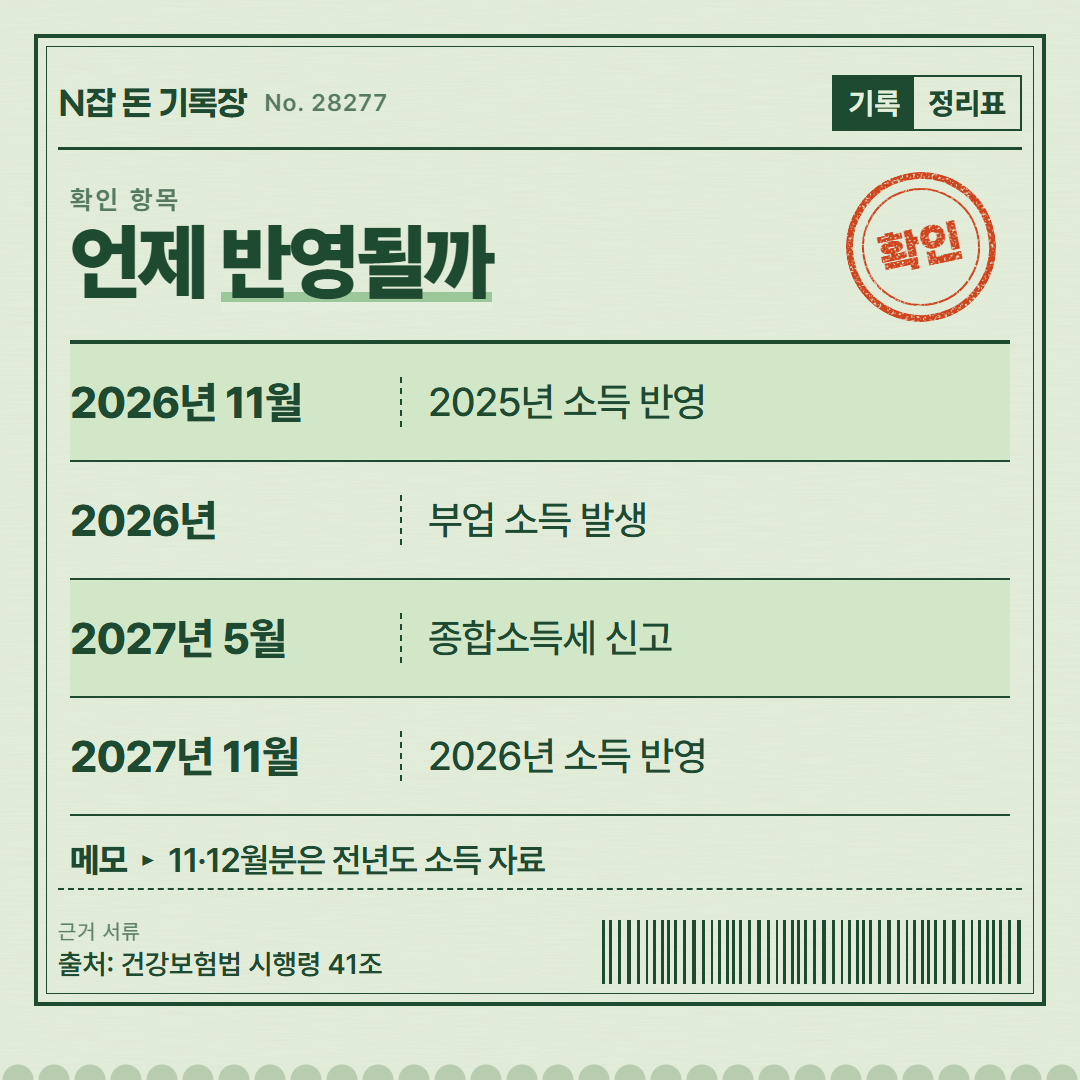 N잡 돈 기록장 No. 28277
기록 정리표
확인 항목
언제 반영될까
확인
2026년 11월 2025년 소득 반영
2026년 부업 소득 발생
2027년 5월 종합소득세 신고
2027년 11월 2026년 소득 반영
메모 ▸ 11·12월분은 전년도 소득 자료
근거 서류
출처: 건강보험법 시행령 41조